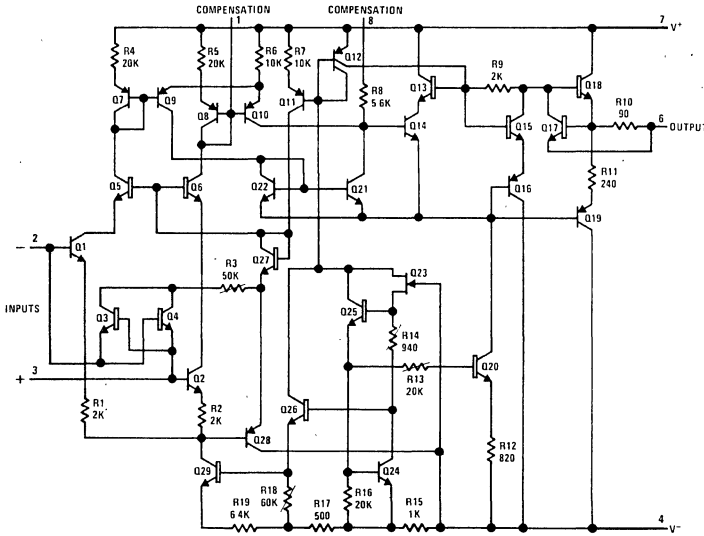 COMPENSATION
1
COMPENSATION
8
7 V+
R4
20K
R5
20K
R6
10K
R7
10K
Q12
R8
5 6K
Q13
R9
2K
Q18
Q7
Q9
Q8
Q10
Q11
Q14
Q15
Q17
R10
90
6 OUTPUT
Q5
Q6
Q22
Q21
Q16
R11
240
Q19
2
−
Q1
Q27
R3
50K
Q23
INPUTS
Q3
Q4
Q25
R14
940
R13
20K
Q20
3
+
Q2
R1
2K
R2
2K
Q28
Q26
R12
820
Q29
Q24
R18
60K
R16
20K
R19
6 4K
R17
500
R15
1K
4 V−